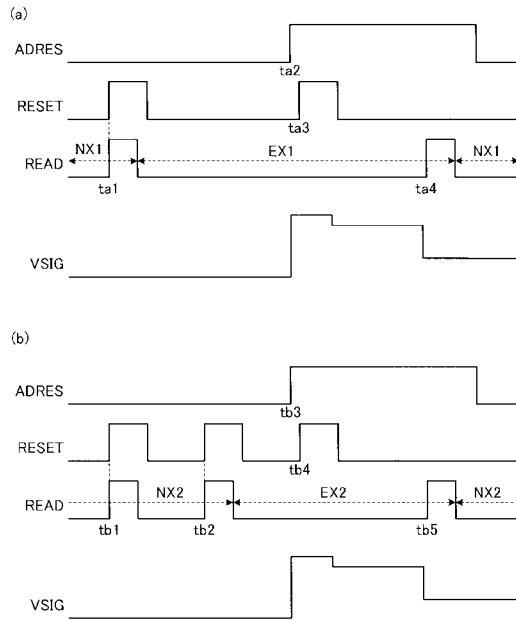 (a)
ADRES
ta2
RESET
ta3
NX1 EX1 NX1
READ
ta1 ta4
VSIG
(b)
ADRES
tb3
RESET
tb4
NX2 EX2 NX2
READ
tb1 tb2 tb5
VSIG